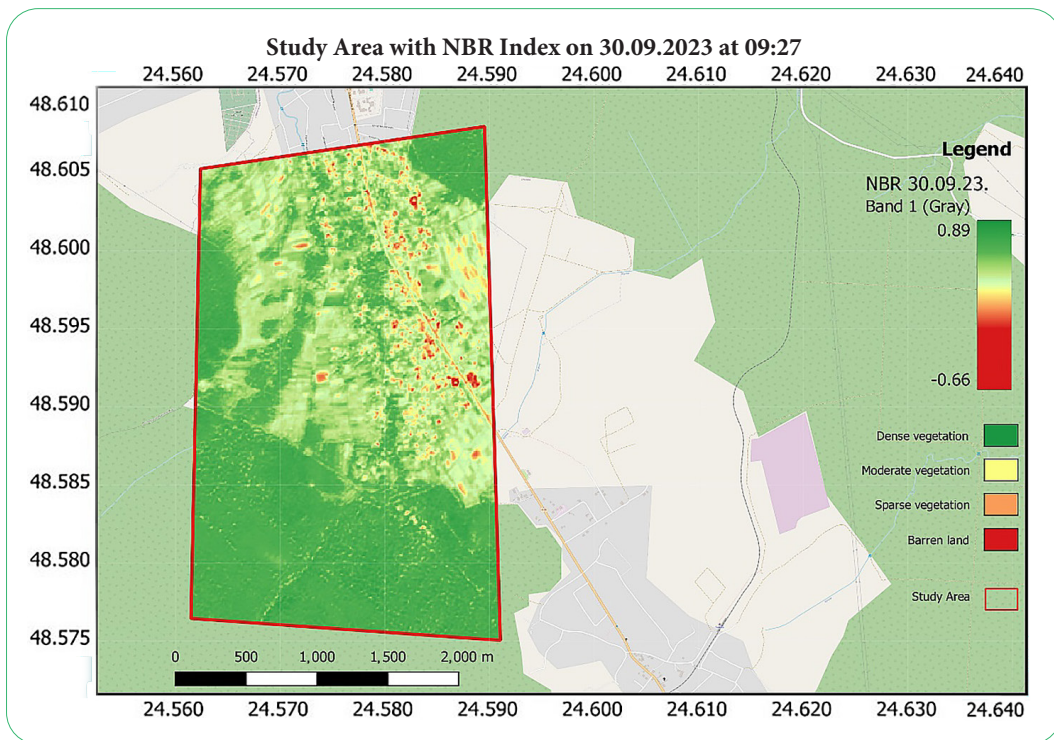 Study Area with NBR Index on 30.09.2023 at 09:27
24.560 24.570 24.580 24.590 24.600 24.610 24.620 24.630 24.640
48.610
48.605
48.600
48.595
48.590
48.585
48.580
48.575
Legend
NBR 30.09.23.
Band 1 (Gray)
0.89
-0.66
Dense vegetation
Moderate vegetation
Sparse vegetation
Barren land
Study Area
0 500 1,000 1,500 2,000 m
24.560 24.570 24.580 24.590 24.600 24.610 24.620 24.630 24.640